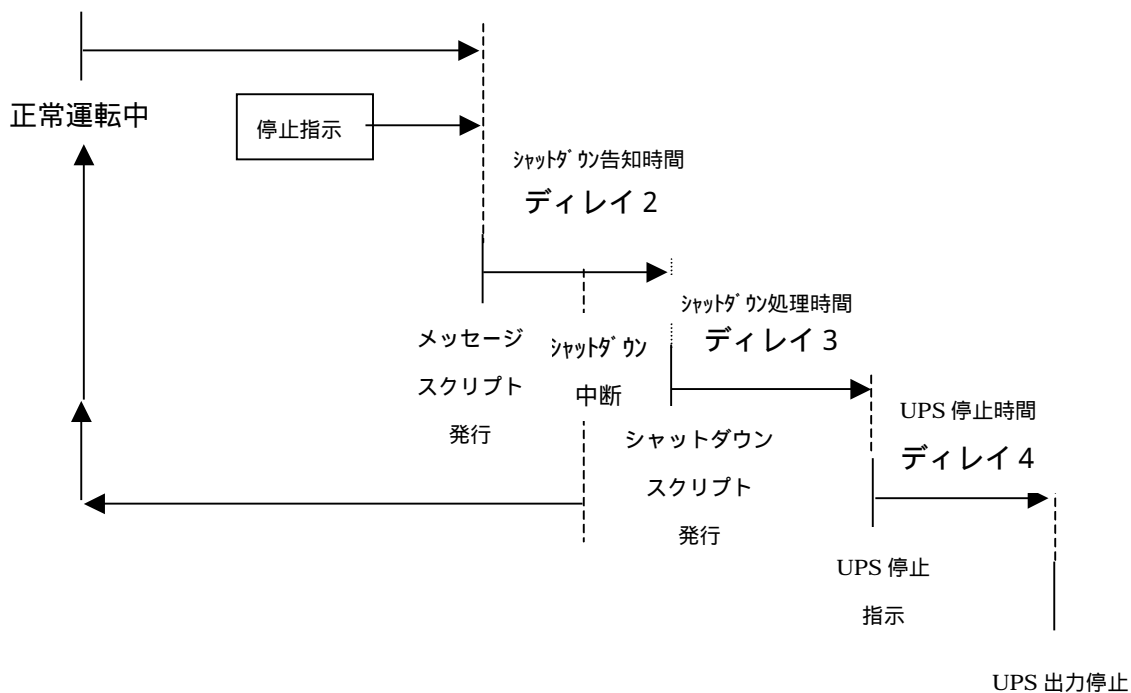 正常運転中
停止指示
ｼｬｯﾄﾀﾞｳﾝ告知時間
ディレイ 2
メッセージ
スクリプト
発行
ｼｬｯﾄﾀﾞｳﾝ
中断
ｼｬｯﾄﾀﾞｳﾝ処理時間
ディレイ 3
シャットダウン
スクリプト
発行
UPS 停止時間
ディレイ 4
UPS 停止
指示
UPS 出力停止